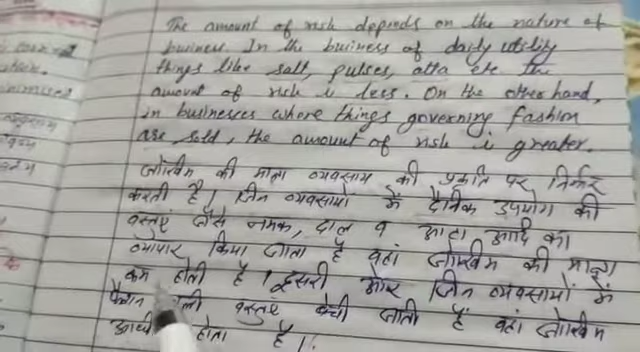 The amount of risk depends on the nature of
business. In the business of daily utility
things like salt, pulses, atta etc the
amount of risk is less. On the other hand,
in businesses where things governing fashion
are sold, the amount of risk is greater.
जोखिम की मात्रा व्यवसाय की प्रकृति पर निर्भर
करती है। जिन व्यवसायों में दैनिक उपयोग की
वस्तुएं जैसे नमक, दाल व आटा आदि का
व्यापार किया जाता है वहां जोखिम की मात्रा
कम होती है। दूसरी ओर जिन व्यवसायों में
वस्तुएं बेची जाती हैं वहां जोखिम
होता है।